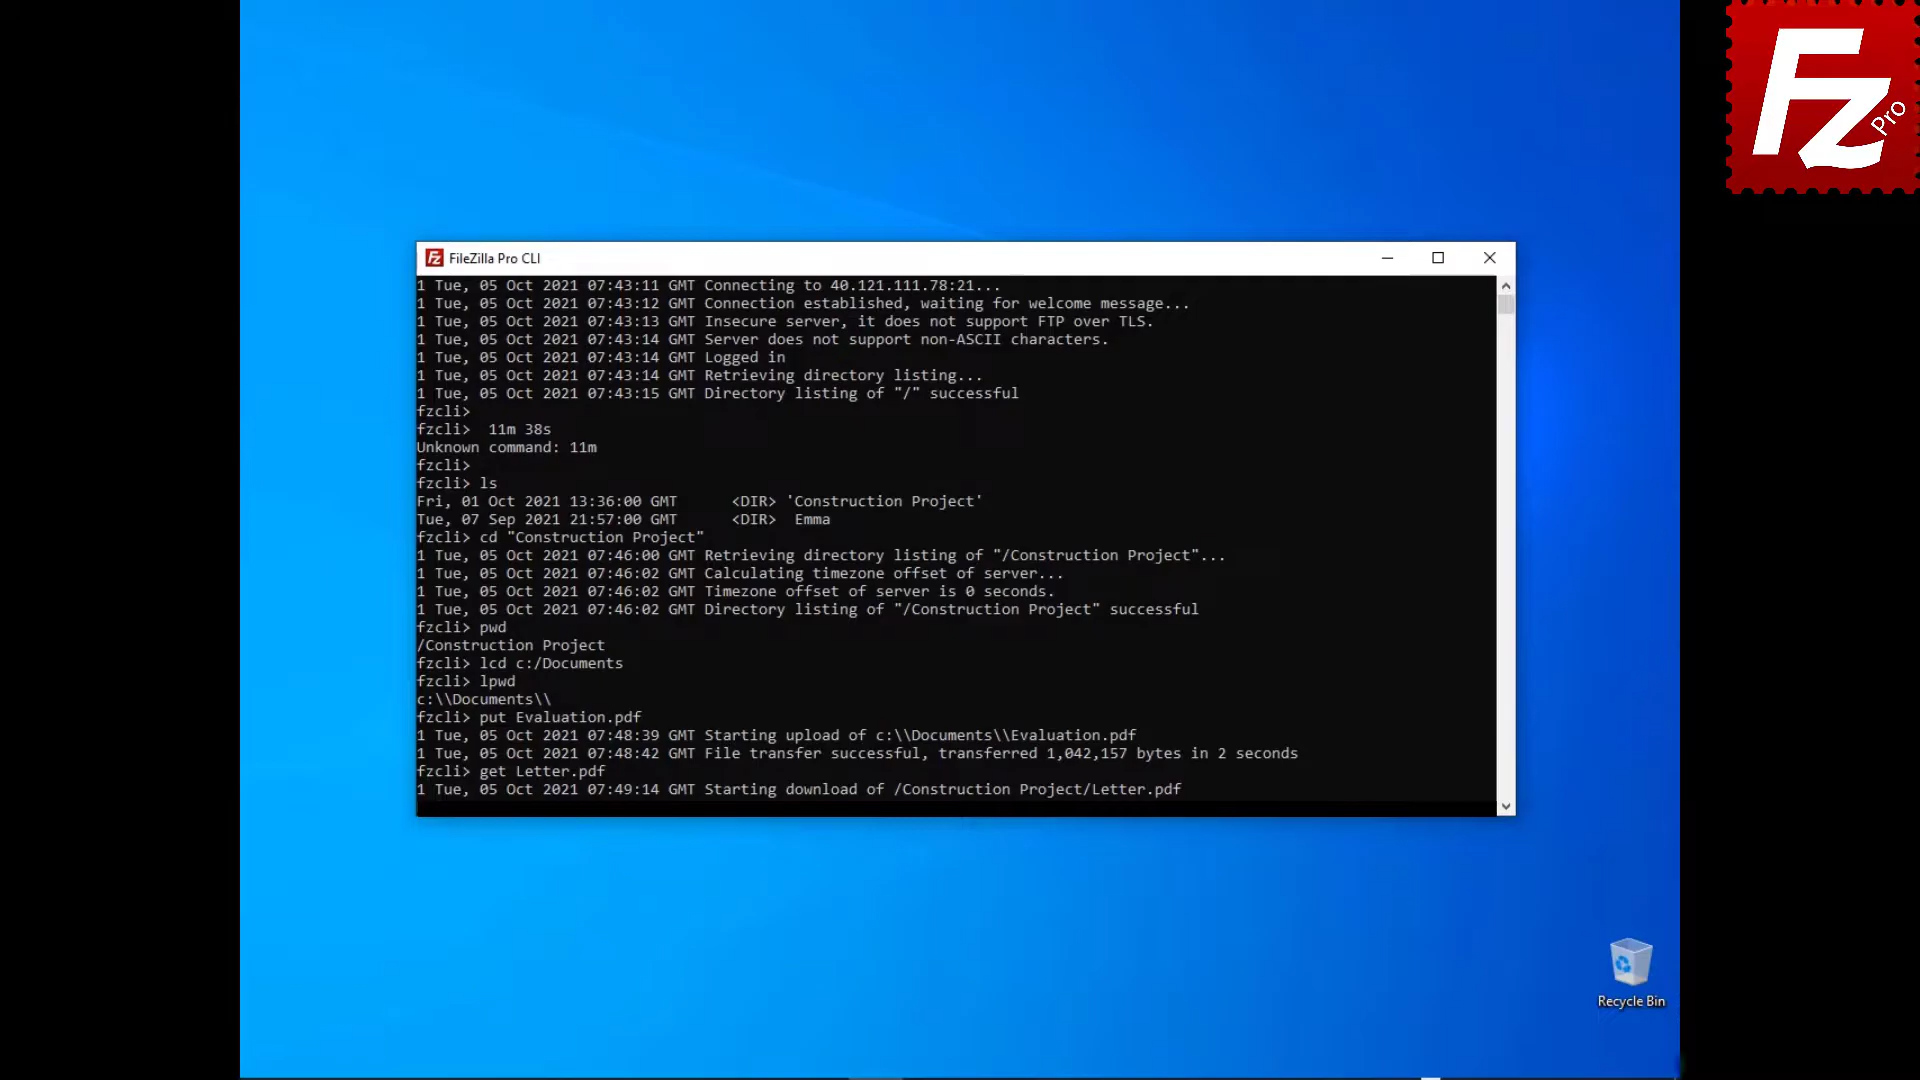 Fz Pro
FileZilla Pro CLI
1 Tue, 05 Oct 2021 07:43:11 GMT Connecting to 40.121.111.78:21...
1 Tue, 05 Oct 2021 07:43:12 GMT Connection established, waiting for welcome message...
1 Tue, 05 Oct 2021 07:43:13 GMT Insecure server, it does not support FTP over TLS.
1 Tue, 05 Oct 2021 07:43:14 GMT Server does not support non-ASCII characters.
1 Tue, 05 Oct 2021 07:43:14 GMT Logged in
1 Tue, 05 Oct 2021 07:43:14 GMT Retrieving directory listing...
1 Tue, 05 Oct 2021 07:43:15 GMT Directory listing of "/" successful
fzcli>
fzcli>  11m 38s
Unknown command: 11m
fzcli>
fzcli> ls
Fri, 01 Oct 2021 13:36:00 GMT      <DIR> 'Construction Project'
Tue, 07 Sep 2021 21:57:00 GMT      <DIR>  Emma
fzcli> cd "Construction Project"
1 Tue, 05 Oct 2021 07:46:00 GMT Retrieving directory listing of "/Construction Project"...
1 Tue, 05 Oct 2021 07:46:02 GMT Calculating timezone offset of server...
1 Tue, 05 Oct 2021 07:46:02 GMT Timezone offset of server is 0 seconds.
1 Tue, 05 Oct 2021 07:46:02 GMT Directory listing of "/Construction Project" successful
fzcli> pwd
/Construction Project
fzcli> lcd c:/Documents
fzcli> lpwd
c:\\Documents\\
fzcli> put Evaluation.pdf
1 Tue, 05 Oct 2021 07:48:39 GMT Starting upload of c:\\Documents\\Evaluation.pdf
1 Tue, 05 Oct 2021 07:48:42 GMT File transfer successful, transferred 1,042,157 bytes in 2 seconds
fzcli> get Letter.pdf
1 Tue, 05 Oct 2021 07:49:14 GMT Starting download of /Construction Project/Letter.pdf
Recycle Bin